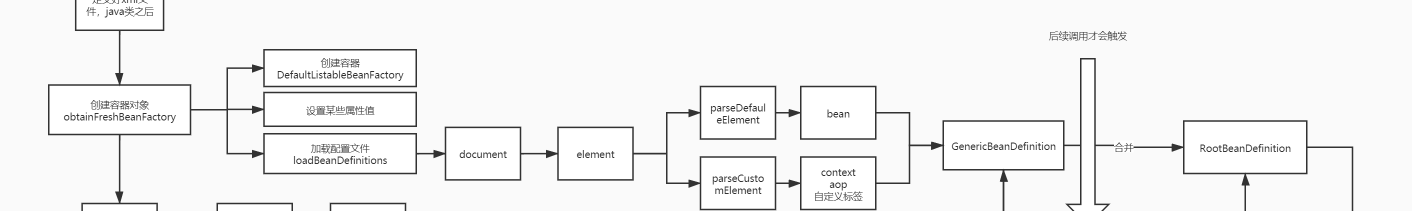 件，java类之后
后续调用才会触发
创建容器
DefaultListableBeanFactory
创建容器对象
obtainFreshBeanFactory
设置某些属性值
加载配置文件
loadBeanDefinitions
document
element
parseDefaul
eElement
bean
parseCusto
mElement
context
aop
自定义标签
GenericBeanDefinition
合并
RootBeanDefinition